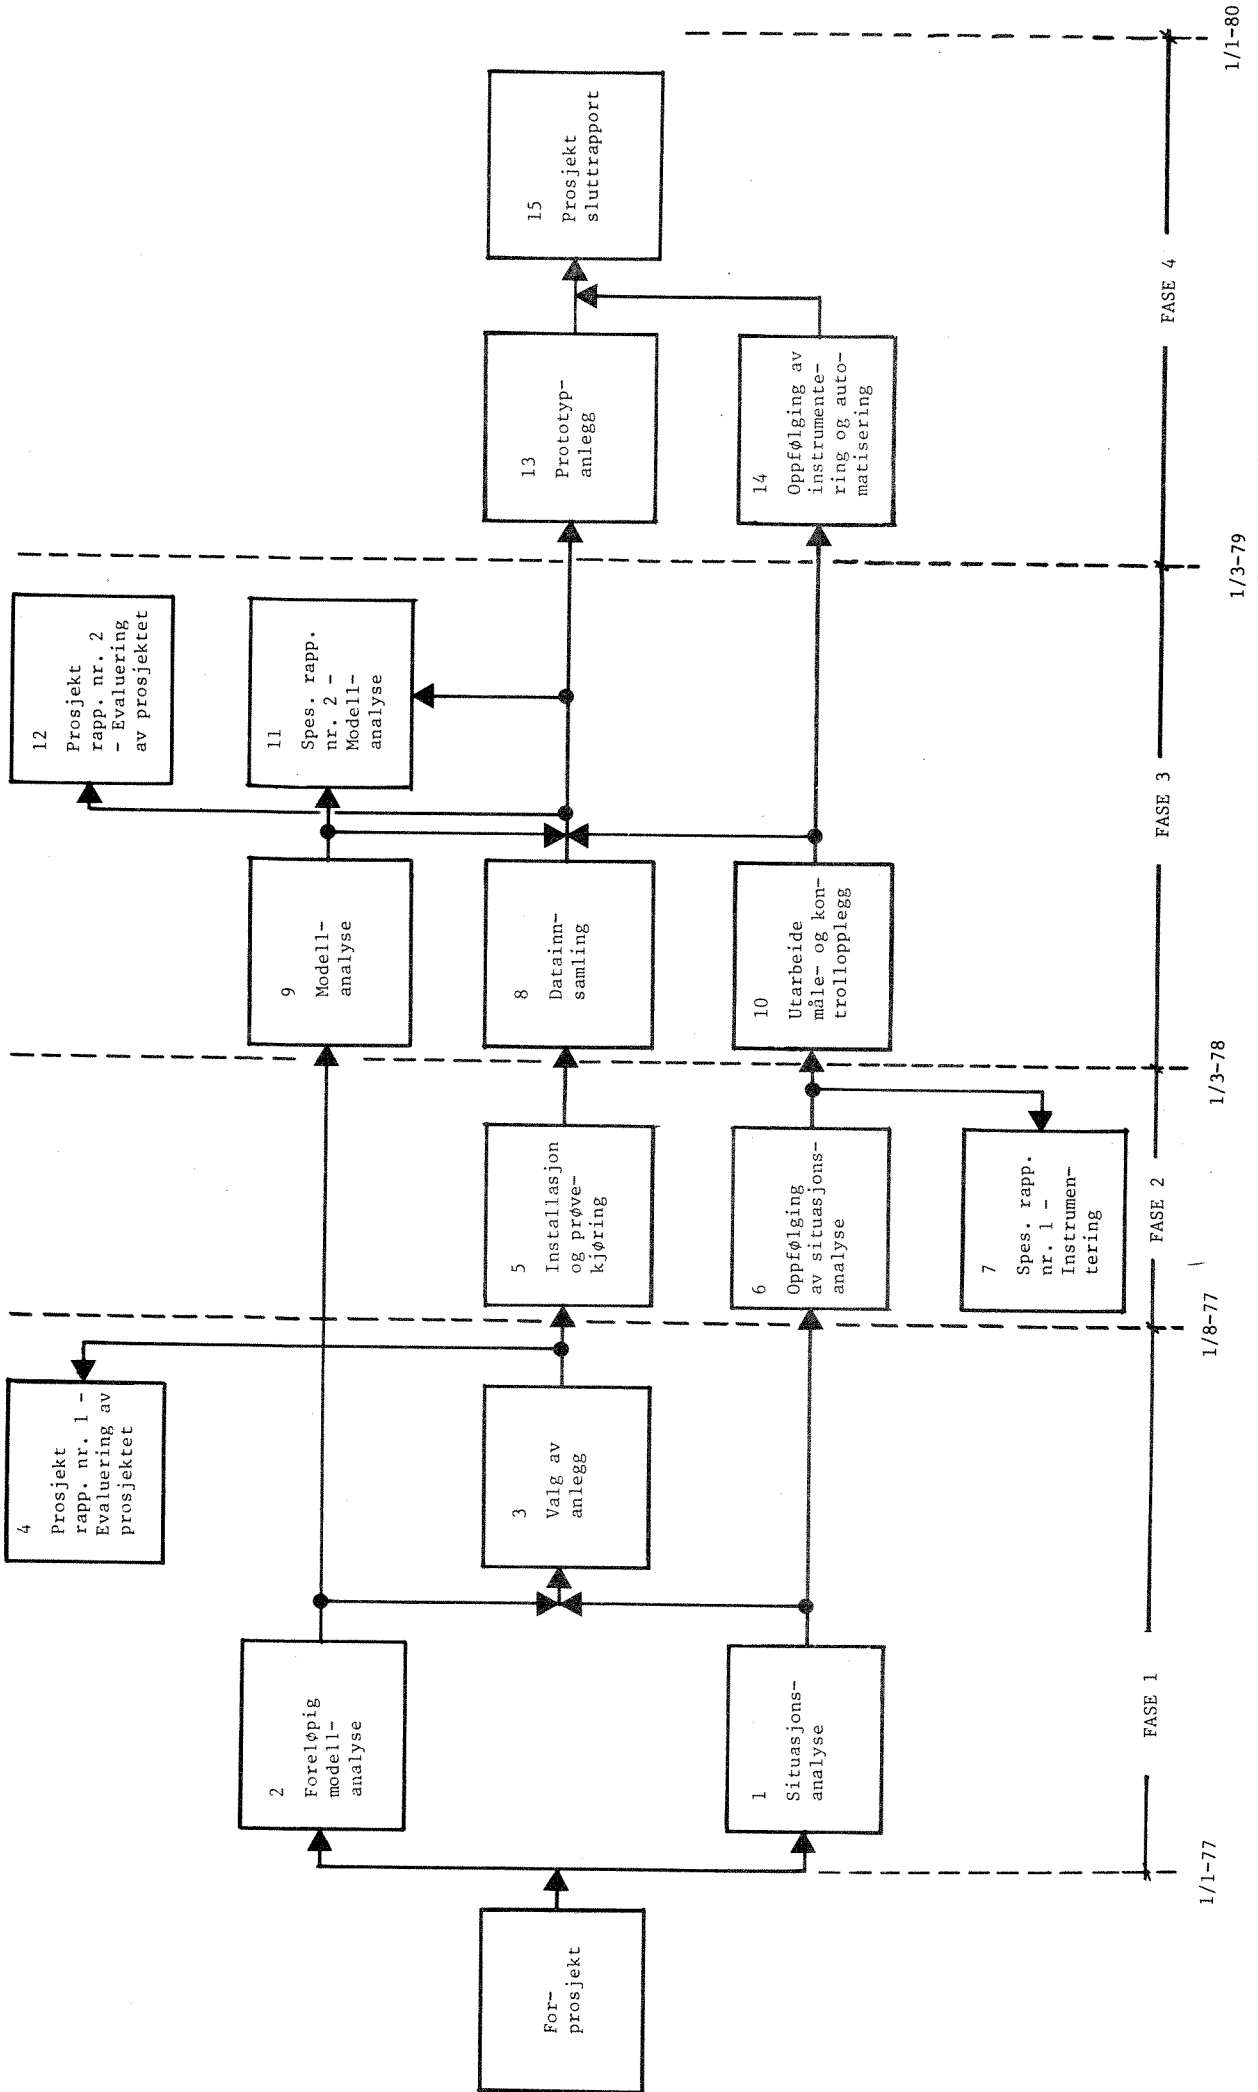 For-
prosjekt
1
Situasjons-
analyse
2
Foreløpig
modell-
analyse
3
Valg av
anlegg
4
Prosjekt
rapp. nr. 1 -
Evaluering av
prosjektet
5
Installasjon
og prøve-
kjøring
6
Oppfølging
av situasjons-
analyse
7
Spes. rapp.
nr. 1 -
Instrumen-
tering
8
Datainn-
samling
9
Modell-
analyse
10
Utarbeide
måle- og kon-
trollopplegg
11
Spes. rapp.
nr. 2 -
Modell-
analyse
12
Prosjekt
rapp. nr. 2
- Evaluering
av prosjektet
13
Prototyp-
anlegg
14
Oppfølging av
instrumente-
ring og auto-
matisering
15
Prosjekt
sluttrapport
FASE 1
FASE 2
FASE 3
FASE 4
1/1-77
1/8-77
1/3-78
1/3-79
1/1-80